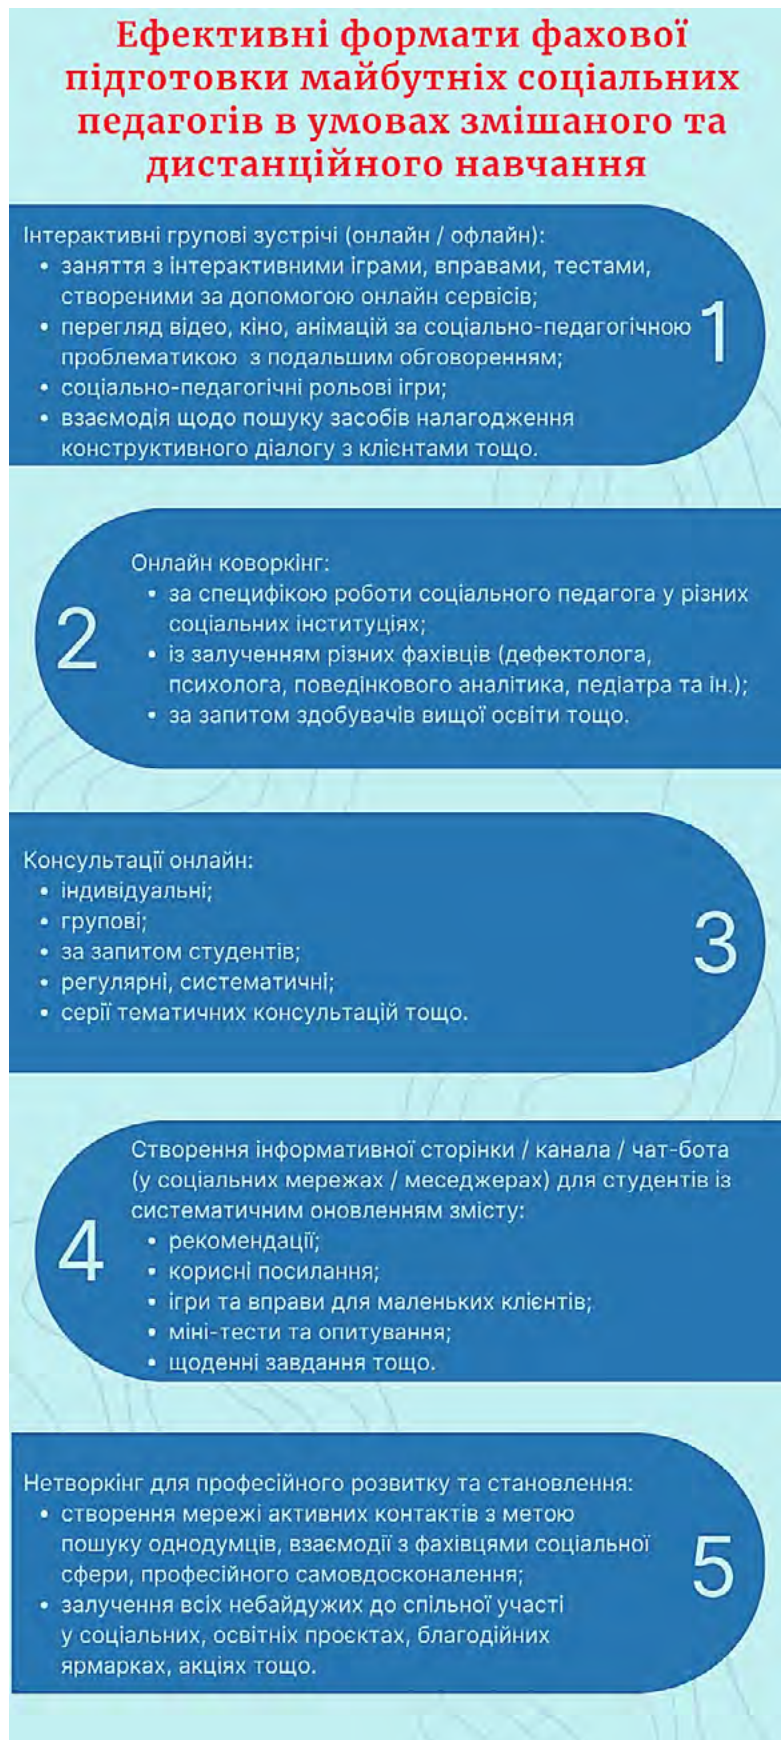 Ефективні формати фахової
підготовки майбутніх соціальних
педагогів в умовах змішаного та
дистанційного навчання
Інтерактивні групові зустрічі (онлайн / офлайн):
• заняття з інтерактивними іграми, вправами, тестами,
створеними за допомогою онлайн сервісів;
• перегляд відео, кіно, анімацій за соціально-педагогічною
проблематикою з подальшим обговоренням;
• соціально-педагогічні рольові ігри;
• взаємодія щодо пошуку засобів налагодження
конструктивного діалогу з клієнтами тощо.
1
Онлайн коворкінг:
• за специфікою роботи соціального педагога у різних
соціальних інституціях;
• із залученням різних фахівців (дефектолога,
психолога, поведінкового аналітика, педіатра та ін.);
• за запитом здобувачів вищої освіти тощо.
2
Консультації онлайн:
• індивідуальні;
• групові;
• за запитом студентів;
• регулярні, систематичні;
• серії тематичних консультацій тощо.
3
Створення інформативної сторінки / канала / чат-бота
(у соціальних мережах / меседжерах) для студентів із
систематичним оновленням змісту:
• рекомендації;
• корисні посилання;
• ігри та вправи для маленьких клієнтів;
• міні-тести та опитування;
• щоденні завдання тощо.
4
Нетворкінг для професійного розвитку та становлення:
• створення мережі активних контактів з метою
пошуку однодумців, взаємодії з фахівцями соціальної
сфери, професійного самовдосконалення;
• залучення всіх небайдужих до спільної участі
у соціальних, освітніх проєктах, благодійних
ярмарках, акціях тощо.
5